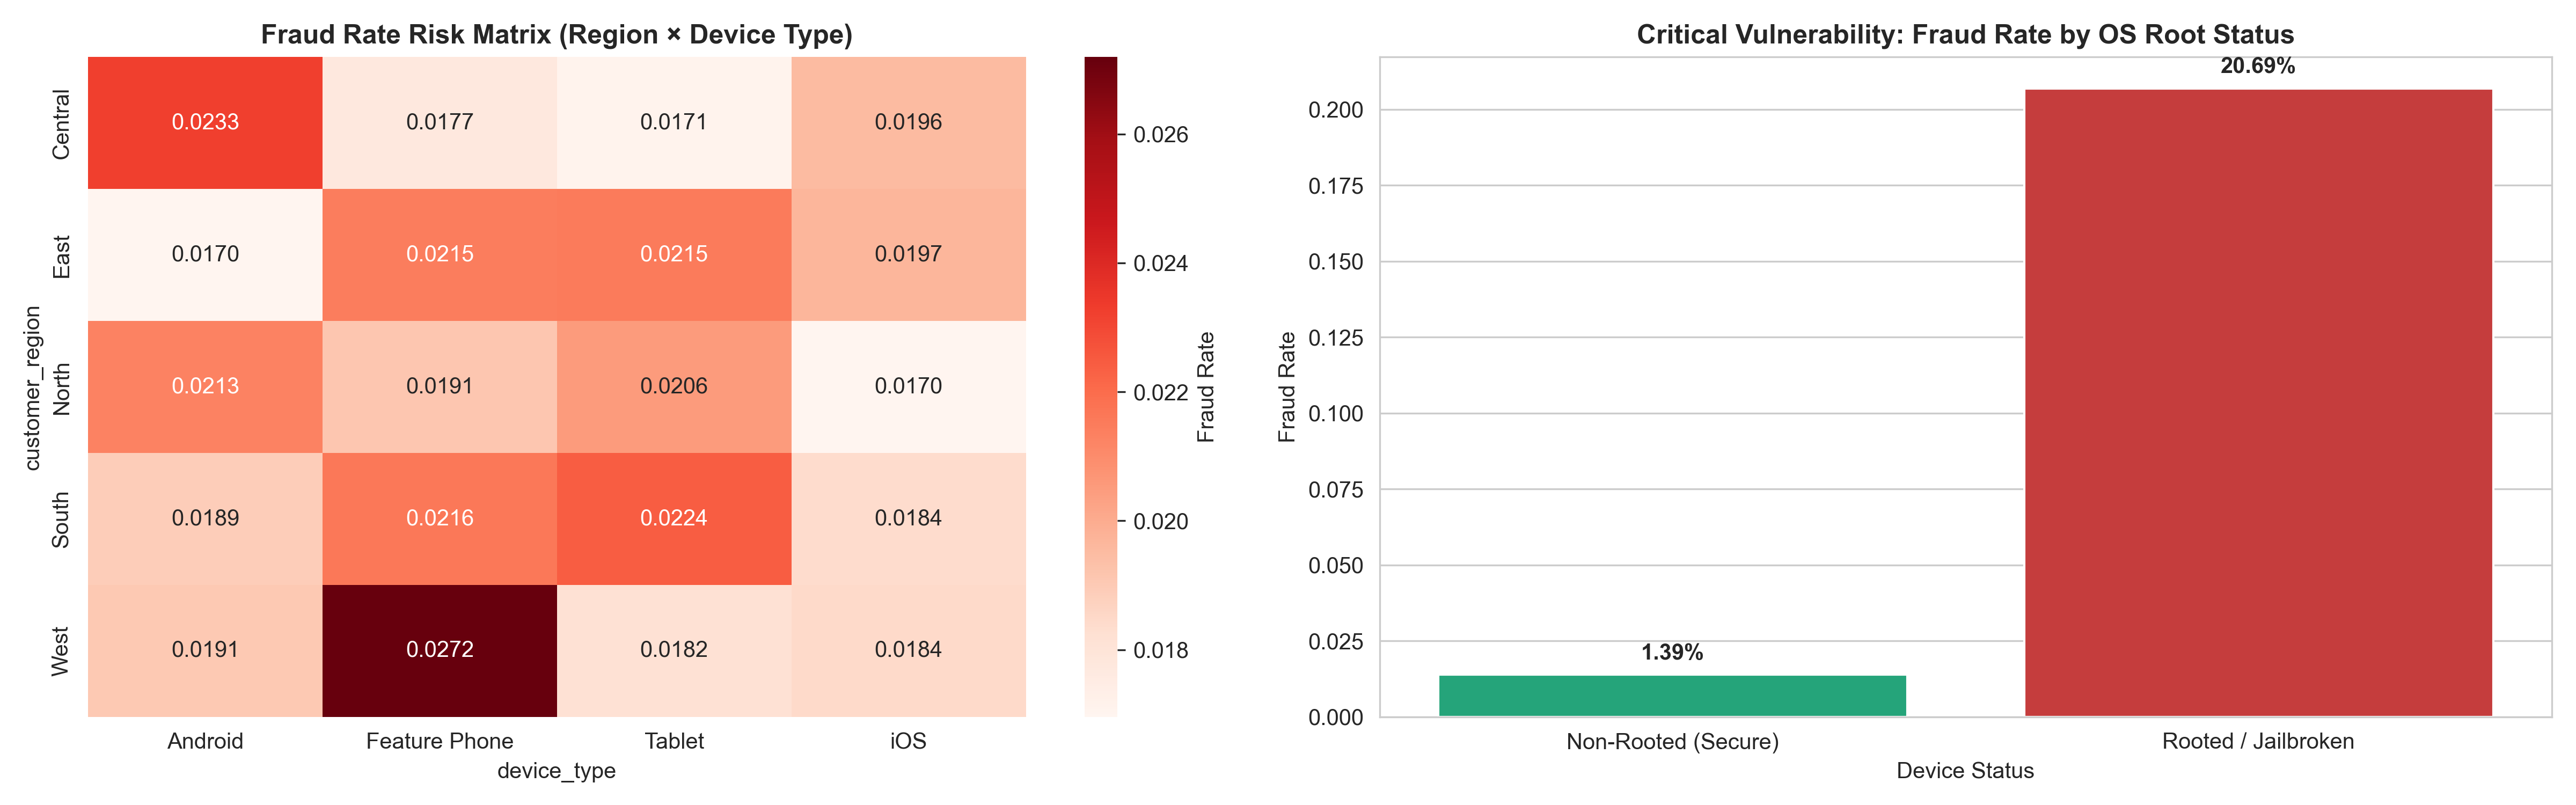 Fraud Rate Risk Matrix (Region × Device Type)
Central
East
North
South
West
customer_region
0.0233 0.0177 0.0171 0.0196
0.0170 0.0215 0.0215 0.0197
0.0213 0.0191 0.0206 0.0170
0.0189 0.0216 0.0224 0.0184
0.0191 0.0272 0.0182 0.0184
Android Feature Phone Tablet iOS
device_type
0.026
0.024
0.022
0.020
0.018
Fraud Rate
Critical Vulnerability: Fraud Rate by OS Root Status
20.69%
1.39%
0.200
0.175
0.150
0.125
0.100
0.075
0.050
0.025
0.000
Fraud Rate
Non-Rooted (Secure) Rooted / Jailbroken
Device Status